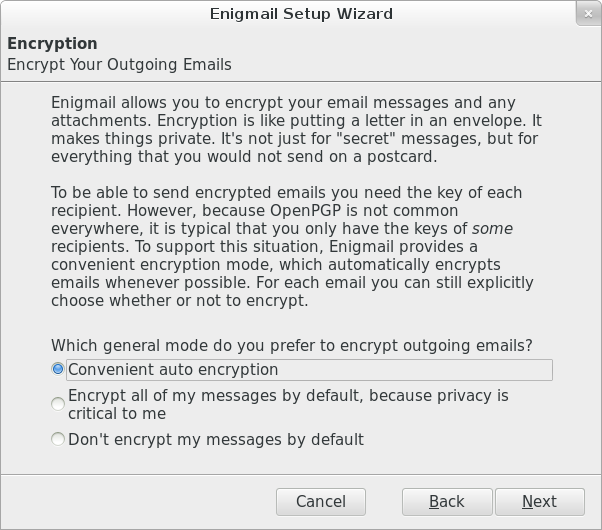 Enigmail Setup Wizard
Encryption
Encrypt Your Outgoing Emails
Enigmail allows you to encrypt your email messages and any
attachments. Encryption is like putting a letter in an envelope. It
makes things private. It's not just for "secret" messages, but for
everything that you would not send on a postcard.
To be able to send encrypted emails you need the key of each
recipient. However, because OpenPGP is not common
everywhere, it is typical that you only have the keys of some
recipients. To support this situation, Enigmail provides a
convenient encryption mode, which automatically encrypts
emails whenever possible. For each email you can still explicitly
choose whether or not to encrypt.
Which general mode do you prefer to encrypt outgoing emails?
Convenient auto encryption
Encrypt all of my messages by default, because privacy is
critical to me
Don't encrypt my messages by default
Cancel Back Next